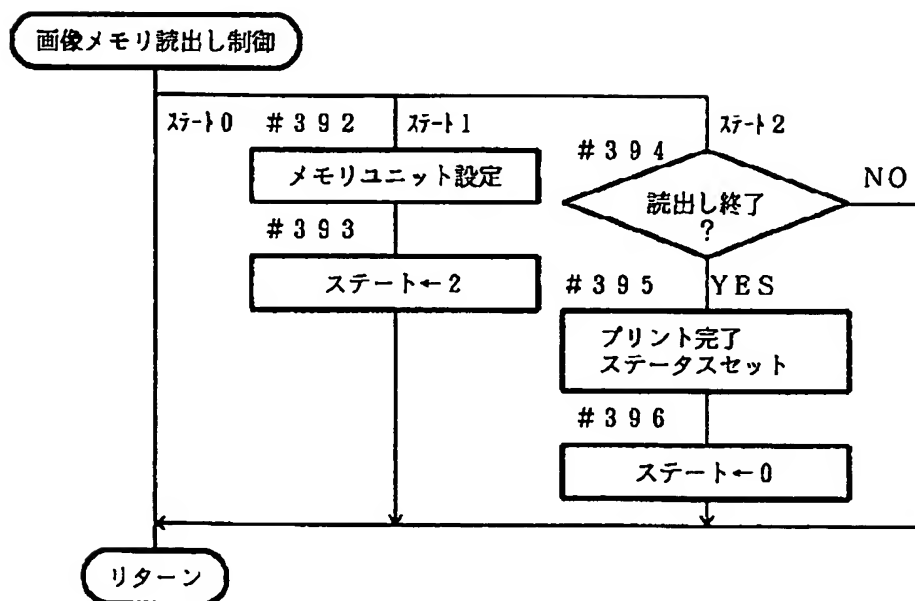 画像メモリ読出し制御
ステート0
#392
ステート1
メモリユニット設定
#393
ステート←2
ステート2
#394
読出し終了
?
NO
#395
YES
プリント完了
ステータスセット
#396
ステート←0
リターン